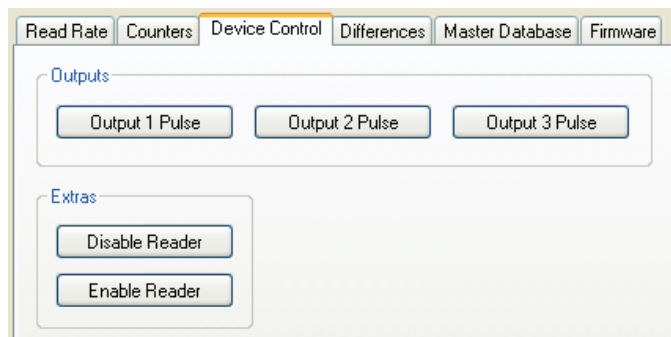 Read Rate Counters Device Control Differences Master Database Firmware
Outputs
Output 1 Pulse Output 2 Pulse Output 3 Pulse
Extras
Disable Reader
Enable Reader